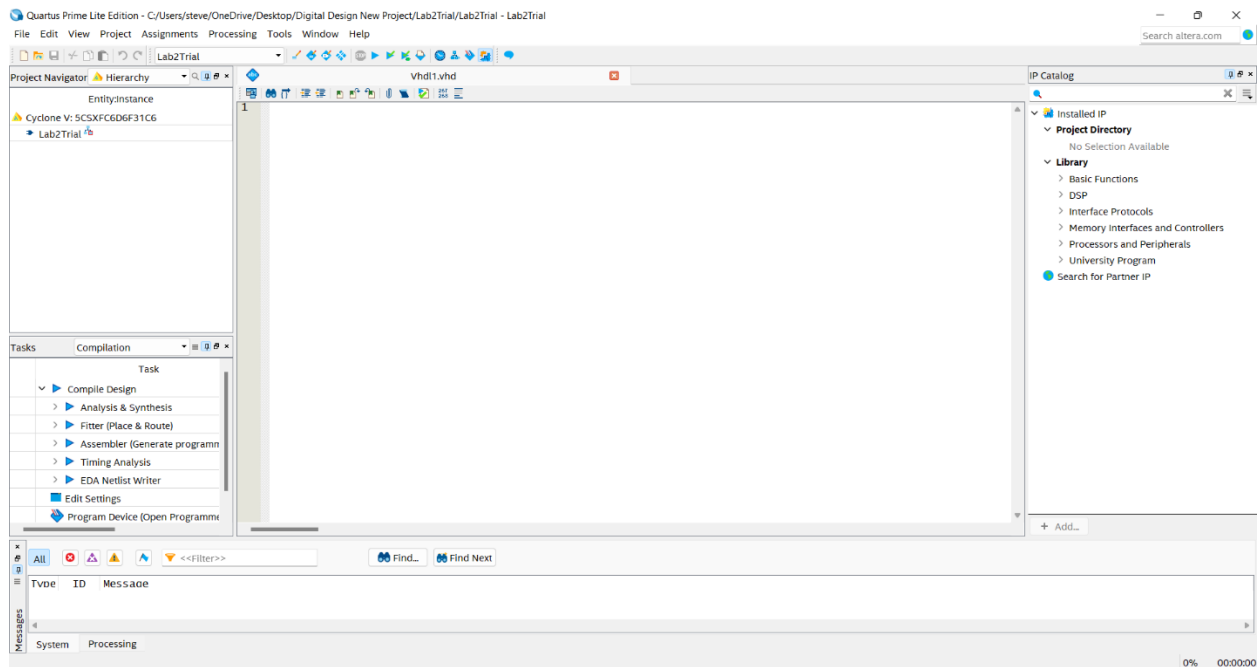 Quartus Prime Lite Edition - C:/Users/steve/OneDrive/Desktop/Digital Design New Project/Lab2Trial/Lab2Trial - Lab2Trial
File Edit View Project Assignments Processing Tools Window Help
Search altera.com
Lab2Trial
Project Navigator Hierarchy
Vhdl1.vhd
IP Catalog
Entity:Instance
Cyclone V: 5CSXFC6D6F31C6
Lab2Trial
1
Installed IP
Project Directory
No Selection Available
Library
Basic Functions
DSP
Interface Protocols
Memory Interfaces and Controllers
Processors and Peripherals
University Program
Search for Partner IP
Tasks Compilation
Task
Compile Design
Analysis & Synthesis
Fitter (Place & Route)
Assembler (Generate programm
Timing Analysis
EDA Netlist Writer
Edit Settings
Program Device (Open Programme
+ Add...
All <<Filter>> Find... Find Next
Type ID Message
Messages
System Processing
0% 00:00:00